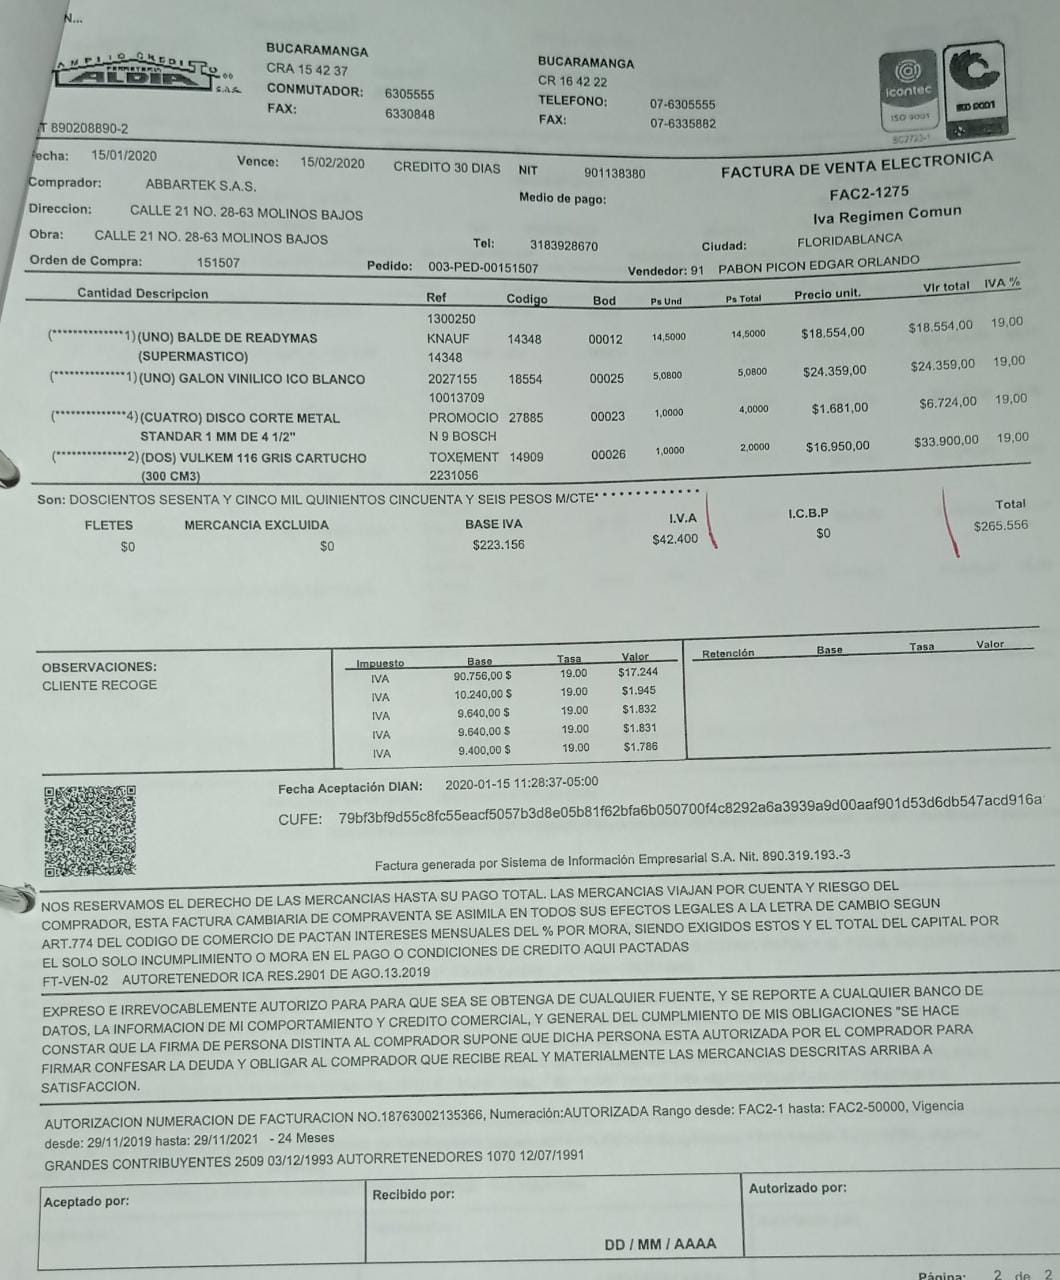 N...
AMPLIO CREDITO
FERRETERIA
ALDIA S.A.S.
BUCARAMANGA
CRA 15 42 37
CONMUTADOR: 6305555
FAX: 6330848
BUCARAMANGA
CR 16 42 22
TELEFONO: 07-6305555
FAX: 07-6335882
icontec
ISO 9001
SC2723-1
ISO 9001
T 890208890-2
echa: 15/01/2020 Vence: 15/02/2020 CREDITO 30 DIAS NIT 901138380 FACTURA DE VENTA ELECTRONICA
Comprador: ABBARTEK S.A.S. Medio de pago: FAC2-1275
Direccion: CALLE 21 NO. 28-63 MOLINOS BAJOS Iva Regimen Comun
Obra: CALLE 21 NO. 28-63 MOLINOS BAJOS Tel: 3183928670 Ciudad: FLORIDABLANCA
Orden de Compra: 151507 Pedido: 003-PED-00151507 Vendedor: 91 PABON PICON EDGAR ORLANDO
Cantidad Descripcion Ref Codigo Bod Ps Und Ps Total Precio unit. Vlr total IVA %
1300250
(**************1)(UNO) BALDE DE READYMAS KNAUF 14348 00012 14,5000 14,5000 $18.554,00 $18.554,00 19,00
(SUPERMASTICO) 14348
(**************1)(UNO) GALON VINILICO ICO BLANCO 2027155 18554 00025 5,0800 5,0800 $24.359,00 $24.359,00 19,00
10013709
(**************4)(CUATRO) DISCO CORTE METAL PROMOCIO 27885 00023 1,0000 4,0000 $1.681,00 $6.724,00 19,00
STANDAR 1 MM DE 4 1/2" N 9 BOSCH
(**************2)(DOS) VULKEM 116 GRIS CARTUCHO TOXEMENT 14909 00026 1,0000 2,0000 $16.950,00 $33.900,00 19,00
(300 CM3) 2231056
Son: DOSCIENTOS SESENTA Y CINCO MIL QUINIENTOS CINCUENTA Y SEIS PESOS M/CTE**************
FLETES MERCANCIA EXCLUIDA BASE IVA I.V.A I.C.B.P Total
$0 $0 $223.156 $42.400 $0 $265.556
OBSERVACIONES:
CLIENTE RECOGE
Impuesto Base Tasa Valor Retención Base Tasa Valor
IVA 90.756,00 $ 19.00 $17.244
IVA 10.240,00 $ 19.00 $1.945
IVA 9.640,00 $ 19.00 $1.832
IVA 9.640,00 $ 19.00 $1.831
IVA 9.400,00 $ 19.00 $1.786
Fecha Aceptación DIAN: 2020-01-15 11:28:37-05:00
CUFE: 79bf3bf9d55c8fc55eacf5057b3d8e05b81f62bfa6b050700f4c8292a6a3939a9d00aaf901d53d6db547acd916a
Factura generada por Sistema de Información Empresarial S.A. Nit. 890.319.193.-3
NOS RESERVAMOS EL DERECHO DE LAS MERCANCIAS HASTA SU PAGO TOTAL. LAS MERCANCIAS VIAJAN POR CUENTA Y RIESGO DEL
COMPRADOR, ESTA FACTURA CAMBIARIA DE COMPRAVENTA SE ASIMILA EN TODOS SUS EFECTOS LEGALES A LA LETRA DE CAMBIO SEGUN
ART.774 DEL CODIGO DE COMERCIO DE PACTAN INTERESES MENSUALES DEL % POR MORA, SIENDO EXIGIDOS ESTOS Y EL TOTAL DEL CAPITAL POR
EL SOLO SOLO INCUMPLIMIENTO O MORA EN EL PAGO O CONDICIONES DE CREDITO AQUI PACTADAS
FT-VEN-02 AUTORETENEDOR ICA RES.2901 DE AGO.13.2019
EXPRESO E IRREVOCABLEMENTE AUTORIZO PARA PARA QUE SEA SE OBTENGA DE CUALQUIER FUENTE, Y SE REPORTE A CUALQUIER BANCO DE
DATOS, LA INFORMACION DE MI COMPORTAMIENTO Y CREDITO COMERCIAL, Y GENERAL DEL CUMPLMIENTO DE MIS OBLIGACIONES "SE HACE
CONSTAR QUE LA FIRMA DE PERSONA DISTINTA AL COMPRADOR SUPONE QUE DICHA PERSONA ESTA AUTORIZADA POR EL COMPRADOR PARA
FIRMAR CONFESAR LA DEUDA Y OBLIGAR AL COMPRADOR QUE RECIBE REAL Y MATERIALMENTE LAS MERCANCIAS DESCRITAS ARRIBA A
SATISFACCION.
AUTORIZACION NUMERACION DE FACTURACION NO.18763002135366, Numeración:AUTORIZADA Rango desde: FAC2-1 hasta: FAC2-50000, Vigencia
desde: 29/11/2019 hasta: 29/11/2021 - 24 Meses
GRANDES CONTRIBUYENTES 2509 03/12/1993 AUTORRETENEDORES 1070 12/07/1991
Aceptado por: Recibido por: Autorizado por:
DD / MM / AAAA
Página: 2 de 2